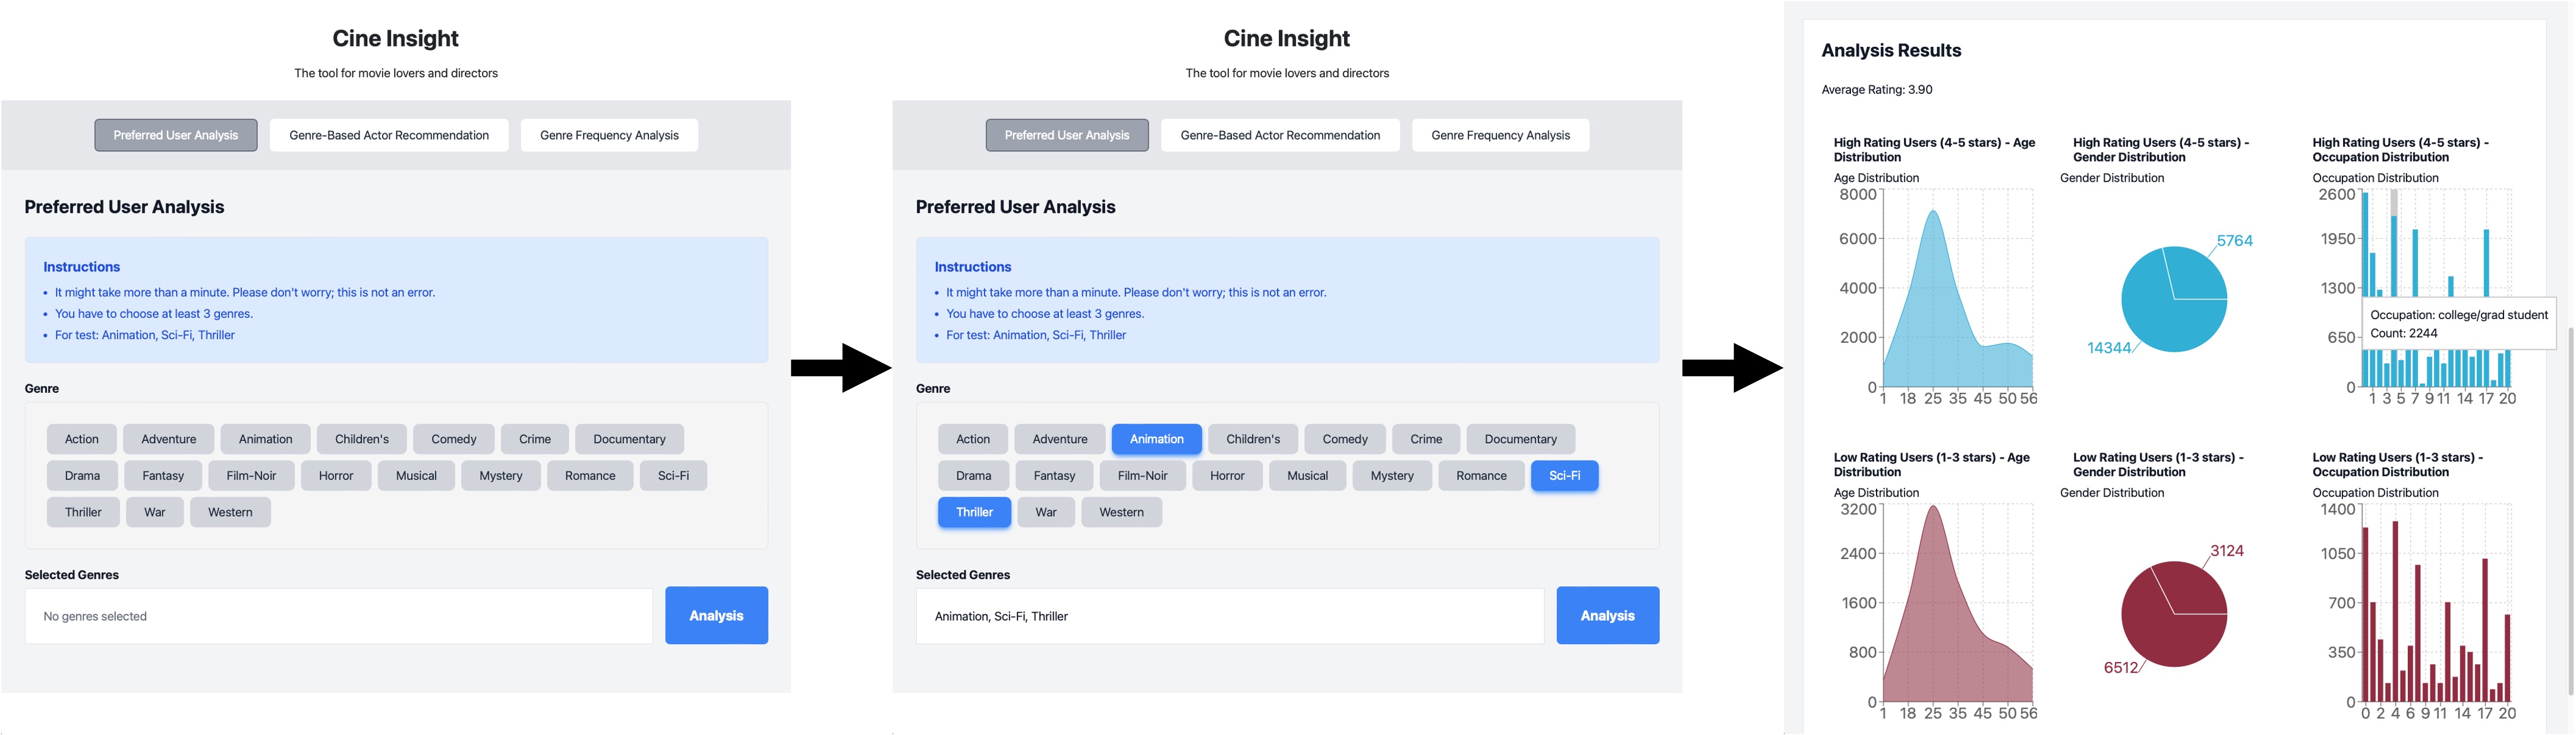 Cine Insight
The tool for movie lovers and directors
Preferred User Analysis
Genre-Based Actor Recommendation
Genre Frequency Analysis
Preferred User Analysis
Instructions
• It might take more than a minute. Please don't worry; this is not an error.
• You have to choose at least 3 genres.
• For test: Animation, Sci-Fi, Thriller
Genre
Action Adventure Animation Children's Comedy Crime Documentary
Drama Fantasy Film-Noir Horror Musical Mystery Romance Sci-Fi
Thriller War Western
Selected Genres
No genres selected
Analysis
Cine Insight
The tool for movie lovers and directors
Preferred User Analysis
Genre-Based Actor Recommendation
Genre Frequency Analysis
Preferred User Analysis
Instructions
• It might take more than a minute. Please don't worry; this is not an error.
• You have to choose at least 3 genres.
• For test: Animation, Sci-Fi, Thriller
Genre
Action Adventure Animation Children's Comedy Crime Documentary
Drama Fantasy Film-Noir Horror Musical Mystery Romance Sci-Fi
Thriller War Western
Selected Genres
Animation, Sci-Fi, Thriller
Analysis
Analysis Results
Average Rating: 3.90
High Rating Users (4-5 stars) - Age
Distribution
Age Distribution
8000
6000
4000
2000
0
1 18 25 35 45 50 56
High Rating Users (4-5 stars) -
Gender Distribution
Gender Distribution
5764
14344
High Rating Users (4-5 stars) -
Occupation Distribution
Occupation Distribution
2600
1950
1300
650
0
Occupation: college/grad student
Count: 2244
1 3 5 7 9 11 14 17 20
Low Rating Users (1-3 stars) - Age
Distribution
Age Distribution
3200
2400
1600
800
0
1 18 25 35 45 50 56
Low Rating Users (1-3 stars) -
Gender Distribution
Gender Distribution
3124
6512
Low Rating Users (1-3 stars) -
Occupation Distribution
Occupation Distribution
1400
1050
700
350
0
0 2 4 6 9 11 14 17 20